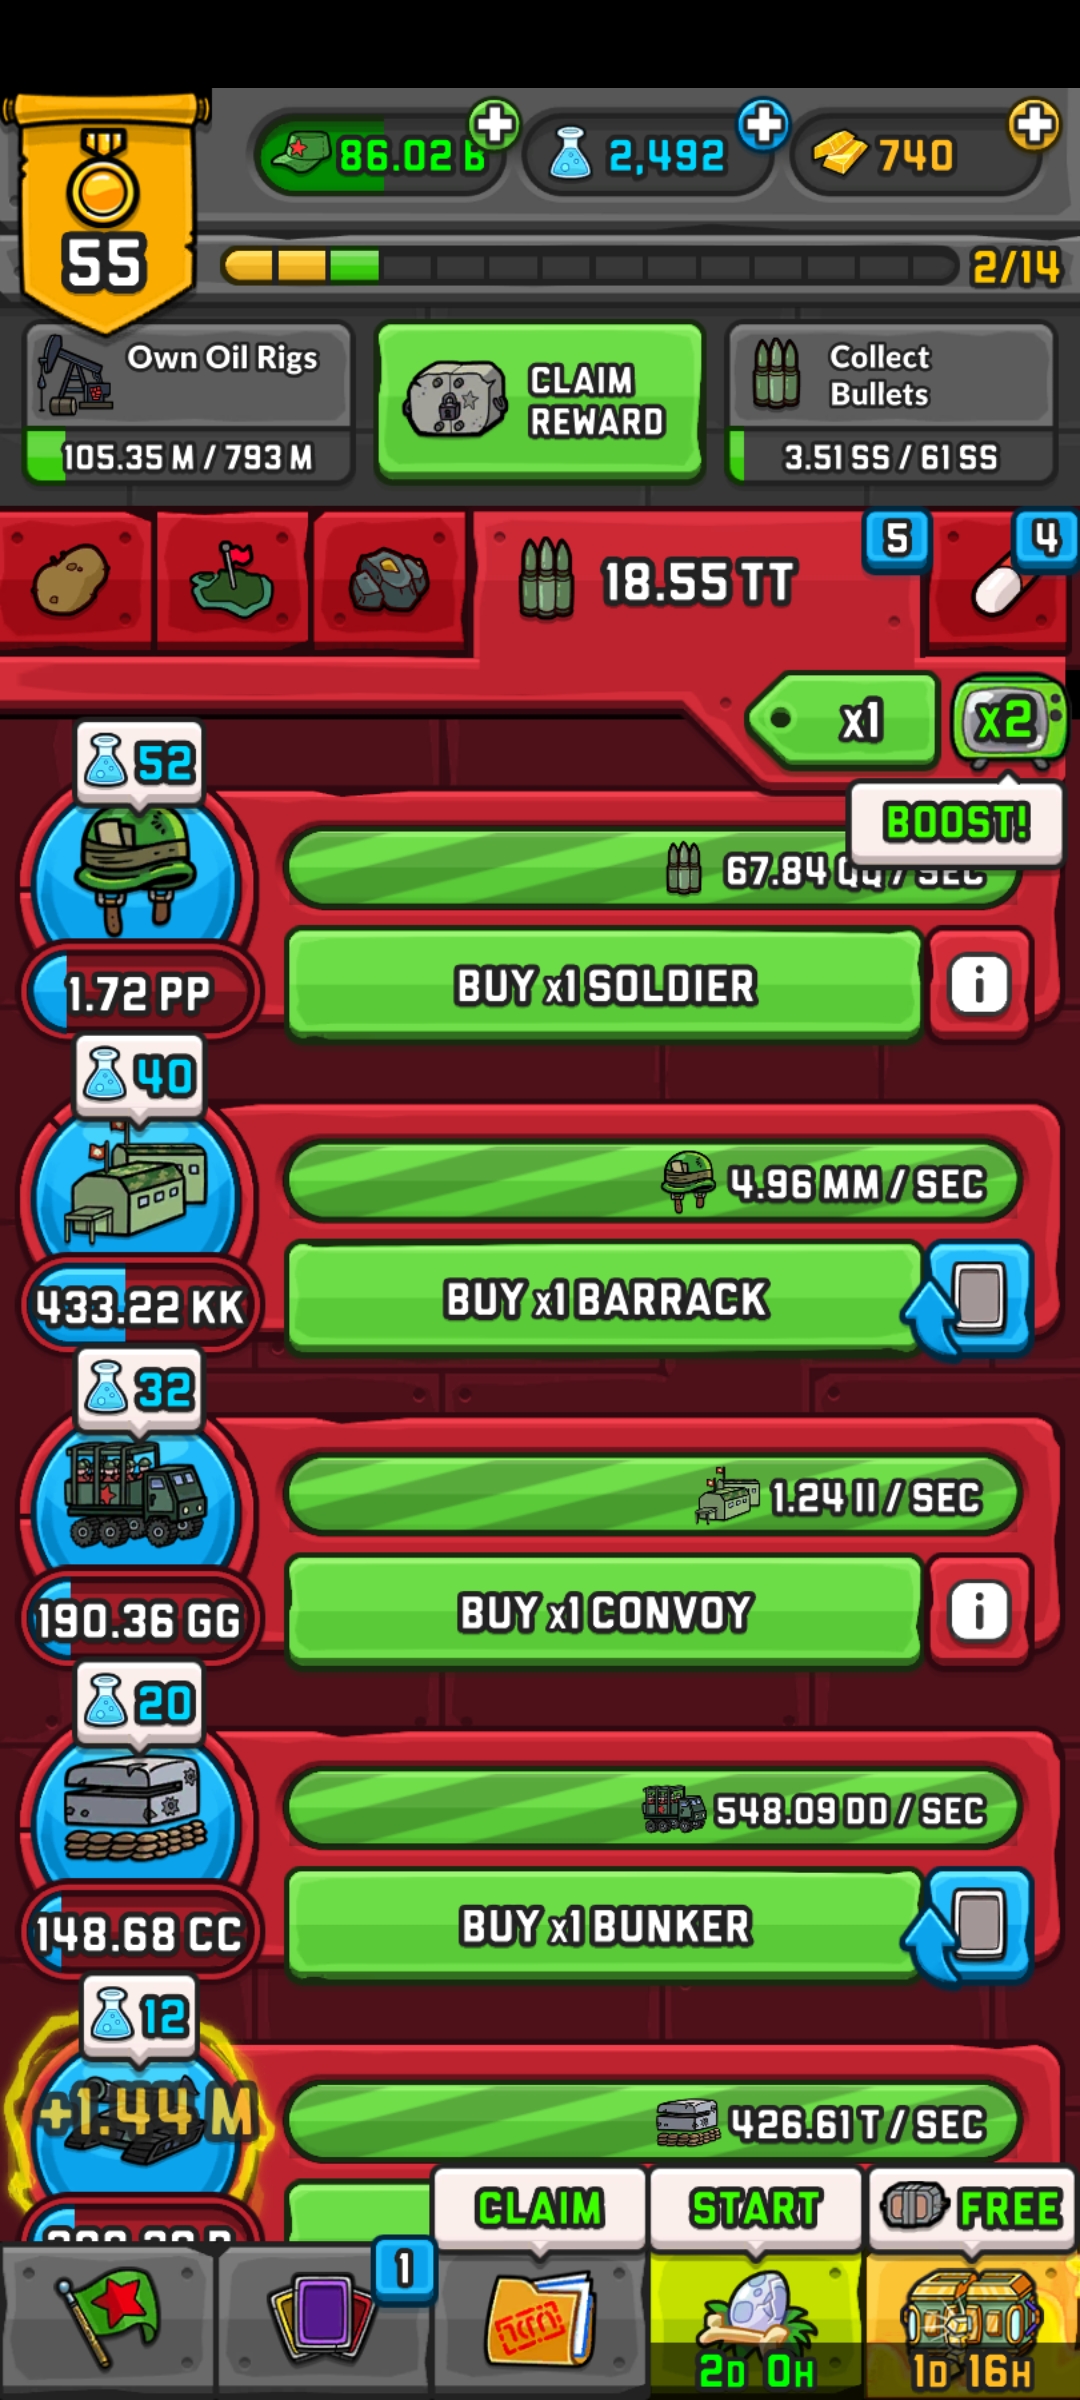 86.02 B
2,492
740
55
2/14
Own Oil Rigs
105.35 M / 793 M
CLAIM
REWARD
Collect
Bullets
3.51 SS / 61 SS
18.55 TT
5
4
x1
x2
BOOST!
52
67.84 QQ / SEC
1.72 PP
BUY x1 SOLDIER
i
40
4.96 MM / SEC
433.22 KK
BUY x1 BARRACK
32
1.24 II / SEC
190.36 GG
BUY x1 CONVOY
i
20
548.09 DD / SEC
148.68 CC
BUY x1 BUNKER
12
+1.44 M
426.61 T / SEC
CLAIM
START
FREE
1
2D 0H
1D 16H